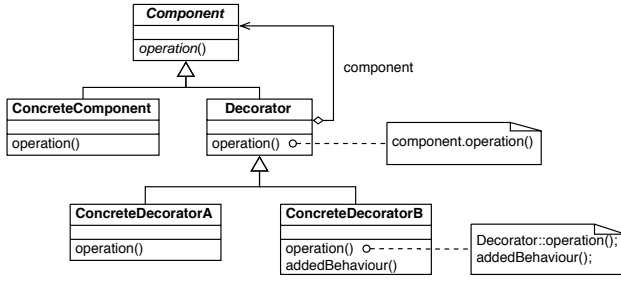 Component
operation()
component
ConcreteComponent
operation()
Decorator
operation()
component.operation()
ConcreteDecoratorA
operation()
ConcreteDecoratorB
operation()
addedBehaviour()
Decorator::operation();
addedBehaviour();